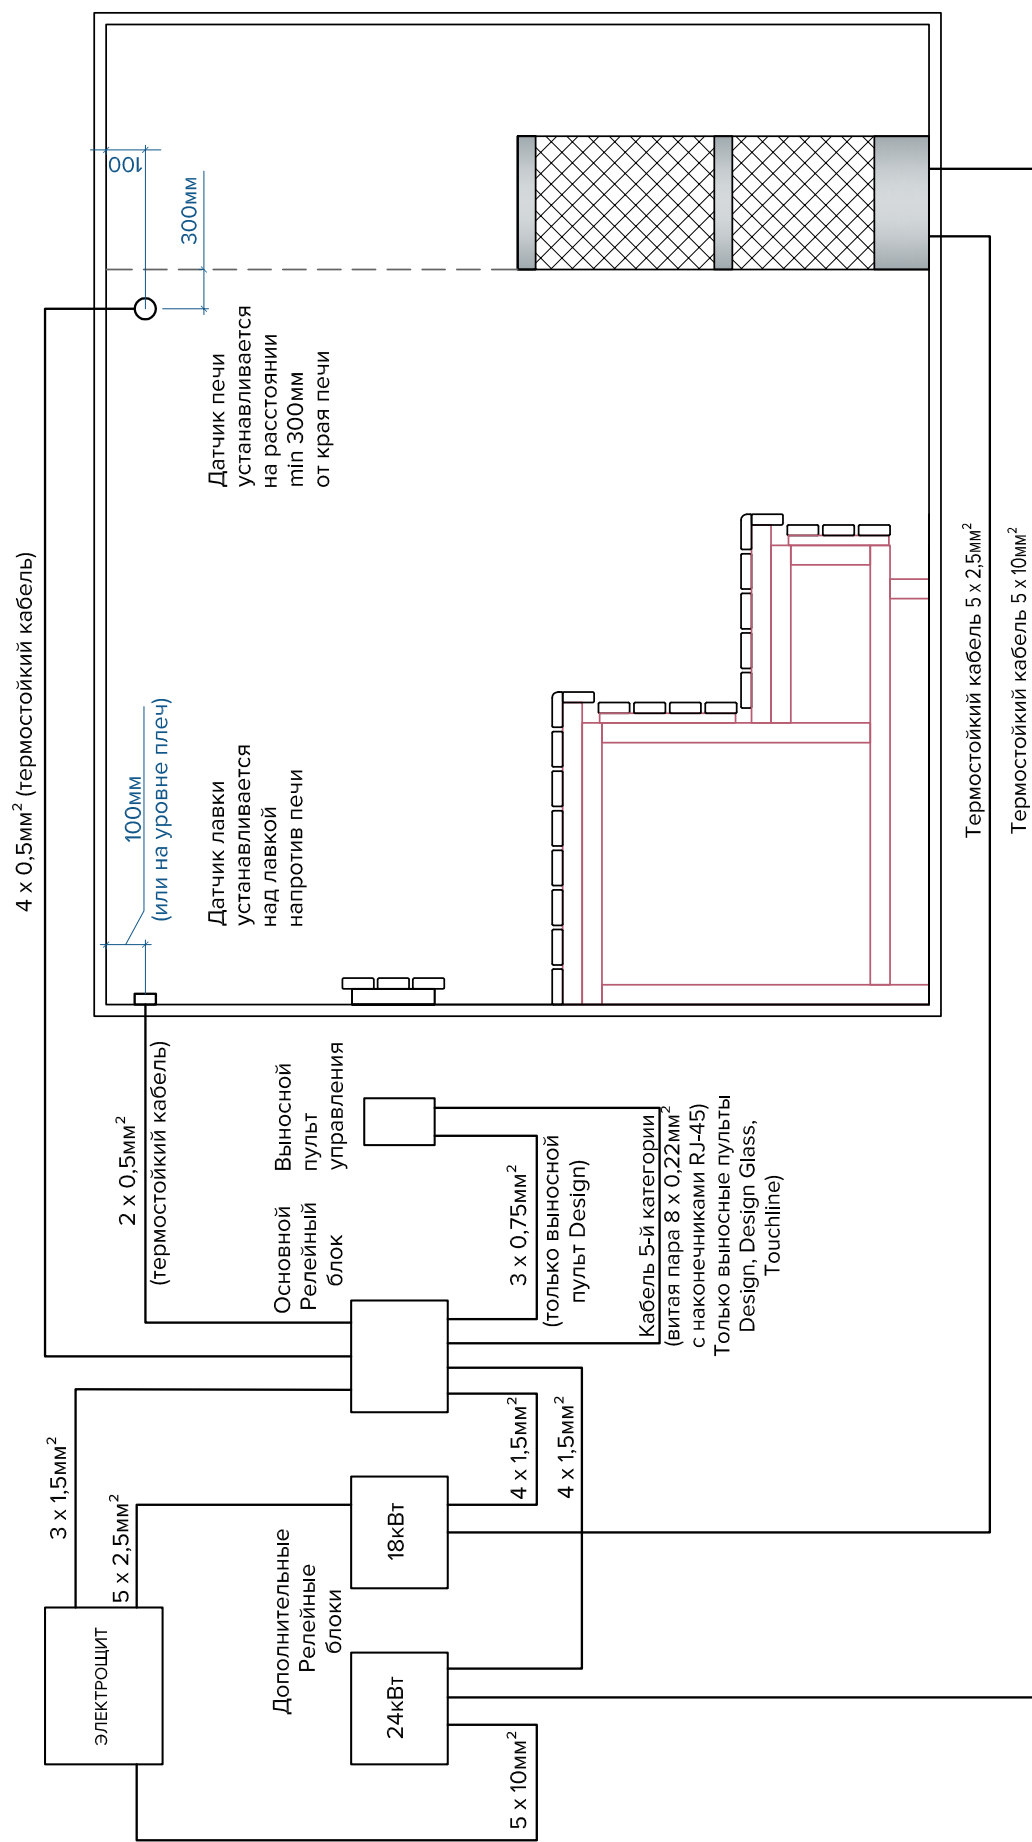 ЭЛЕКТРОЩИТ
3 x 1,5мм²
5 x 2,5мм²
5 x 10мм²
Дополнительные
Релейные
блоки
24кВт
18кВт
4 x 1,5мм²
4 x 1,5мм²
Основной
Релейный
блок
Выносной
пульт
управления
2 x 0,5мм²
(термостойкий кабель)
4 x 0,5мм² (термостойкий кабель)
3 x 0,75мм²
(только выносной
пульт Design)
Кабель 5-й категории
(витая пара 8 x 0,22мм²
с наконечниками RJ-45)
Только выносные пульты
Design, Design Glass,
Touchline)
100мм
(или на уровне плеч)
Датчик лавки
устанавливается
над лавкой
напротив печи
Датчик печи
устанавливается
на расстоянии
min 300мм
от края печи
300мм
100
Термостойкий кабель 5 x 2,5мм²
Термостойкий кабель 5 x 10мм²